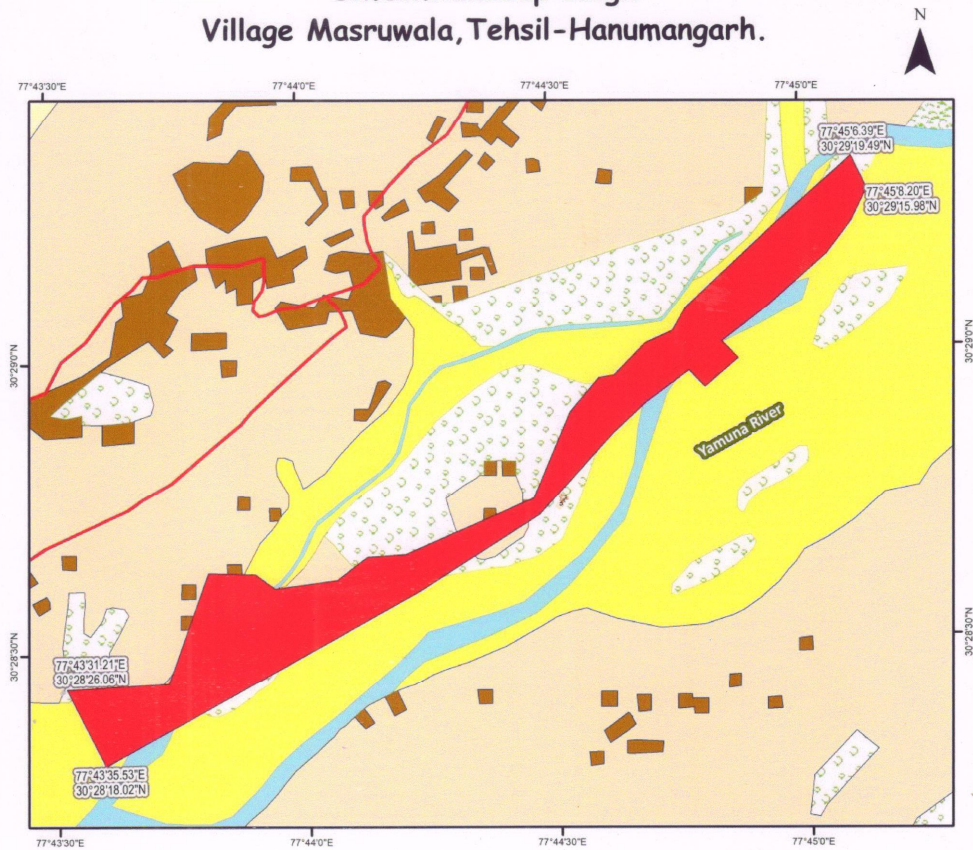 Village Masruwala,Tehsil-Hanumangarh.
N
77°43'30"E
77°44'0"E
77°44'30"E
77°45'0"E
77°45'6.39"E
30°29'19.49"N
77°45'8.20"E
30°29'15.98"N
30°29'0"N
30°29'0"N
Yamuna River
30°28'30"N
30°28'30"N
77°43'31.21"E
30°28'26.06"N
77°43'35.53"E
30°28'18.02"N
77°43'30"E
77°44'0"E
77°44'30"E
77°45'0"E